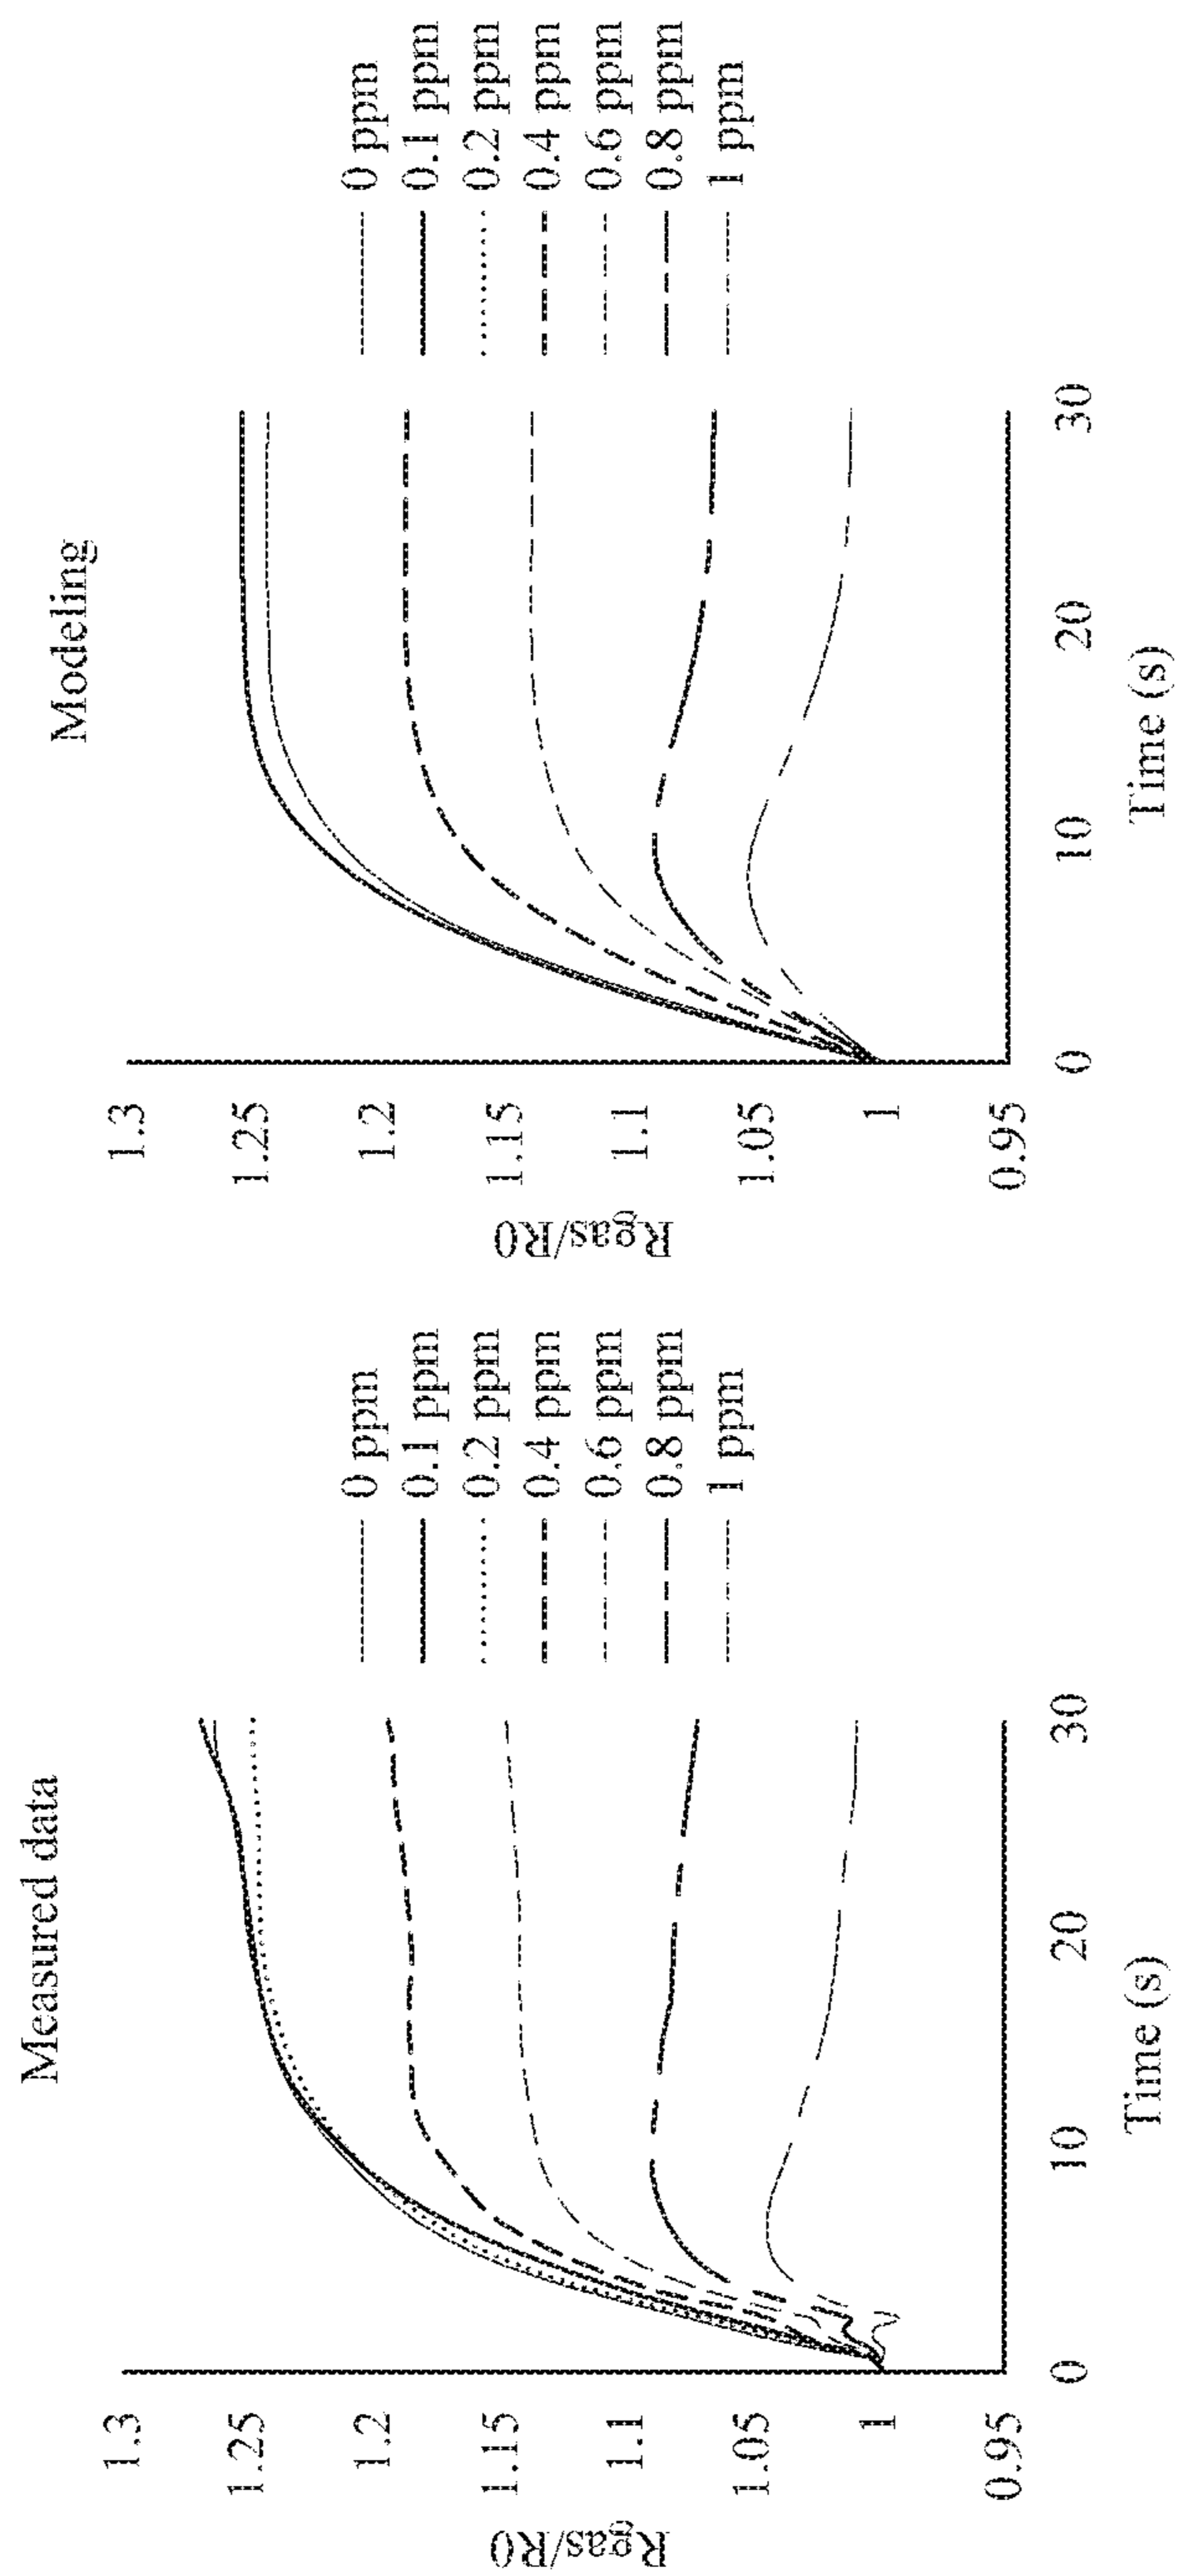 Measured data
Rgas/R0
1.3
1.25
1.2
1.15
1.1
1.05
1
0.95
0
10
20
30
Time (s)
0 ppm
0.1 ppm
0.2 ppm
0.4 ppm
0.6 ppm
0.8 ppm
1 ppm
Modeling
Rgas/R0
1.3
1.25
1.2
1.15
1.1
1.05
1
0.95
0
10
20
30
Time (s)
0 ppm
0.1 ppm
0.2 ppm
0.4 ppm
0.6 ppm
0.8 ppm
1 ppm